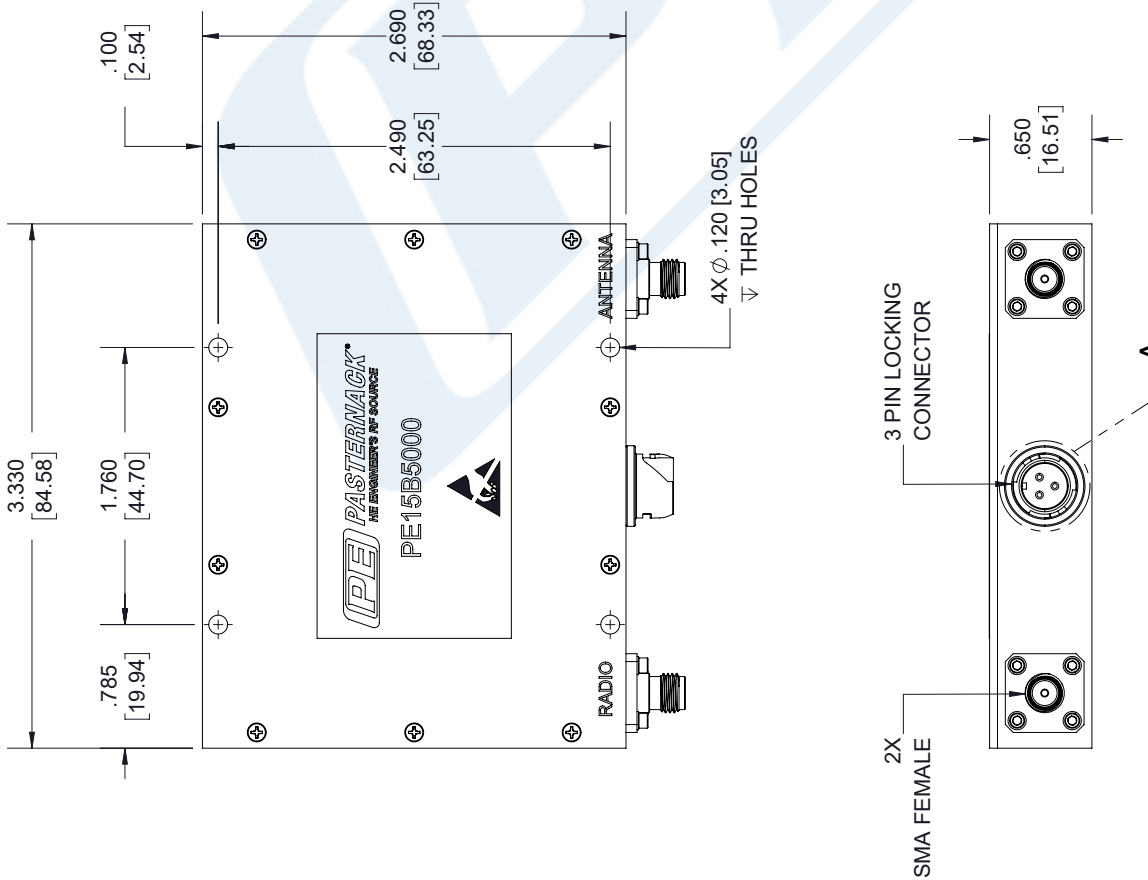 3.330
[84.58]
1.760
[44.70]
.785
[19.94]
.100
[2.54]
2.690
[68.33]
2.490
[63.25]
PE PASTERNACK®
HE ENGINEER'S RF SOURCE
PE15B5000
RADIO
ANTENNA
4X ⌀ .120 [3.05]
↧ THRU HOLES
3 PIN LOCKING
CONNECTOR
.650
[16.51]
2X
SMA FEMALE